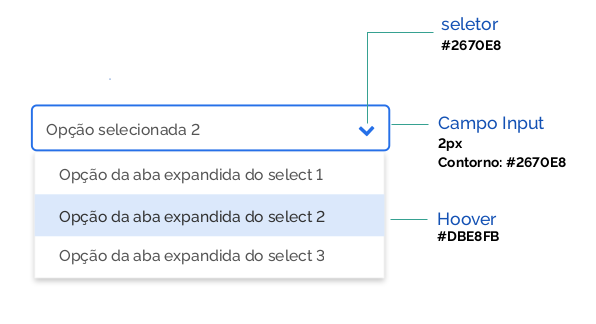 seletor
#2670E8
Opção selecionada 2
Campo Input
2px
Contorno: #2670E8
Opção da aba expandida do select 1
Opção da aba expandida do select 2
Hoover
#DBE8FB
Opção da aba expandida do select 3